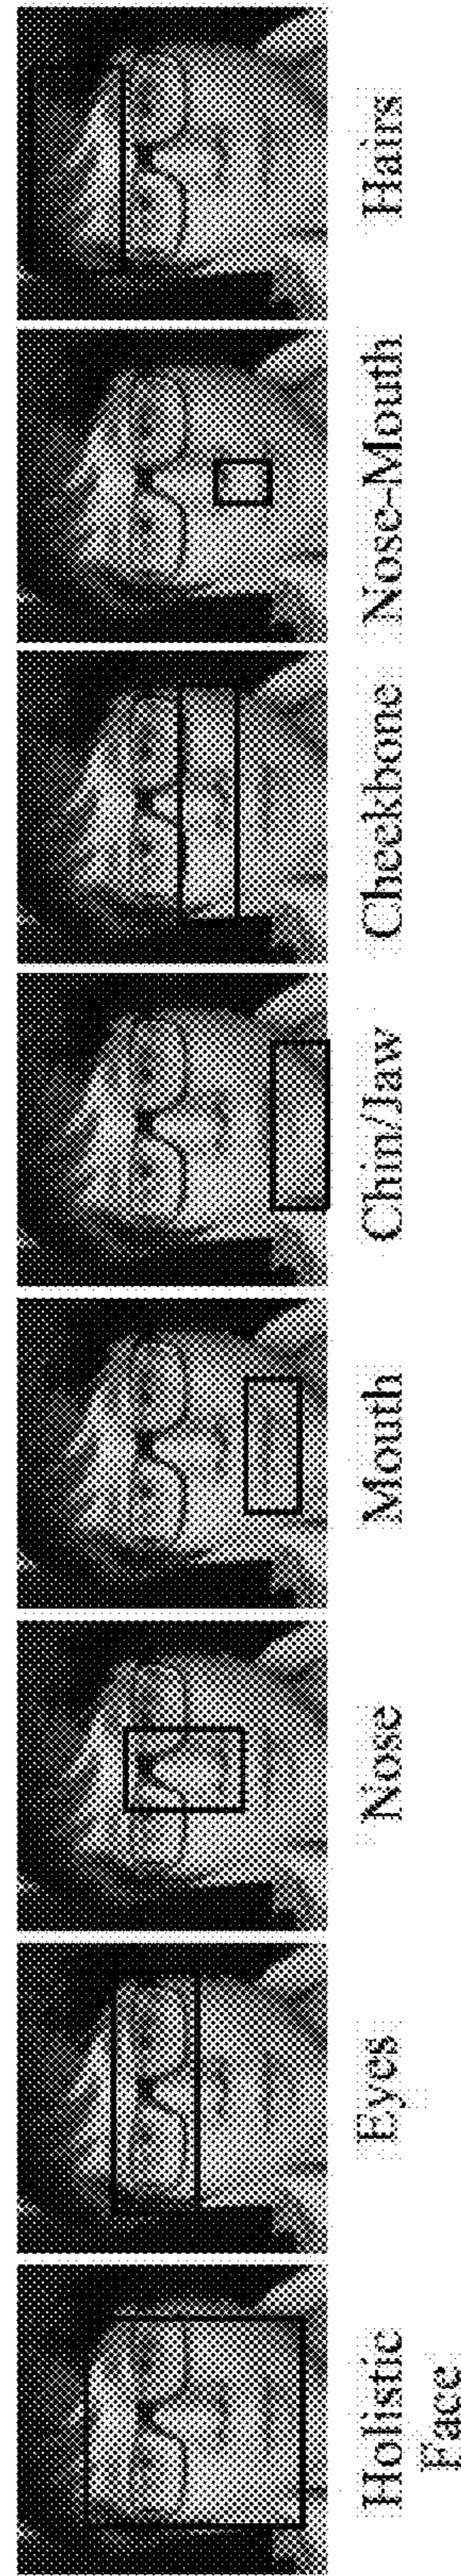 Holistic
Face
Eyes
Nose
Mouth
Chin/Jaw
Cheekbone
Nose-Mouth
Hairs